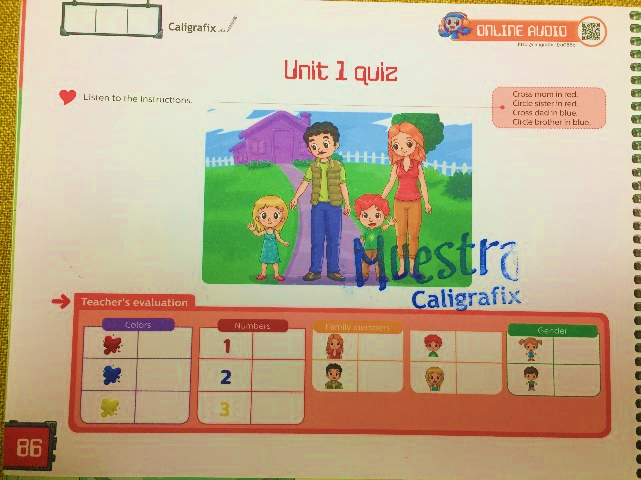 Caligrafix
ONLINE AUDIO
Unit 1 quiz
Listen to the instructions.
Cross mom in red.
Circle sister in red.
Cross dad in blue.
Circle brother in blue.
Muestra
Caligrafix
Teacher's evaluation
Colors
Numbers
Family members
Gender
1
2
3
86